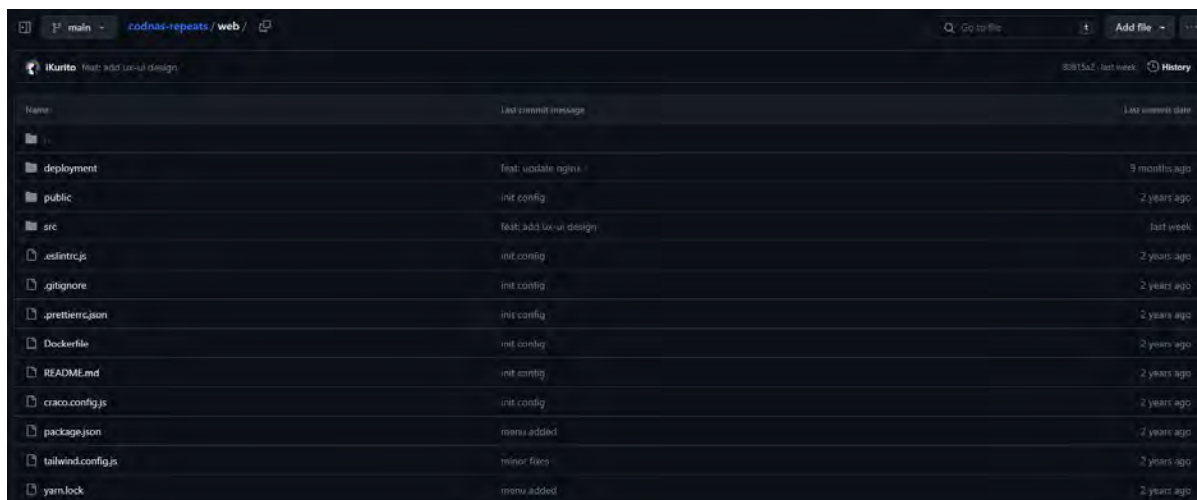 main
codnas-repeats / web /
Go to file
t
Add file
iKurito feat: add ux-ui design
last week
History
Name Last commit message Last commit date
..
deployment feat: update nginx 9 months ago
public init config 2 years ago
src feat: add ux-ui design last week
.eslintrc.js init config 2 years ago
.gitignore init config 2 years ago
.prettierrc.json init config 2 years ago
Dockerfile init config 2 years ago
README.md init config 2 years ago
craco.config.js init config 2 years ago
package.json menu added 2 years ago
tailwind.config.js minor fixes 2 years ago
yarn.lock menu added 2 years ago